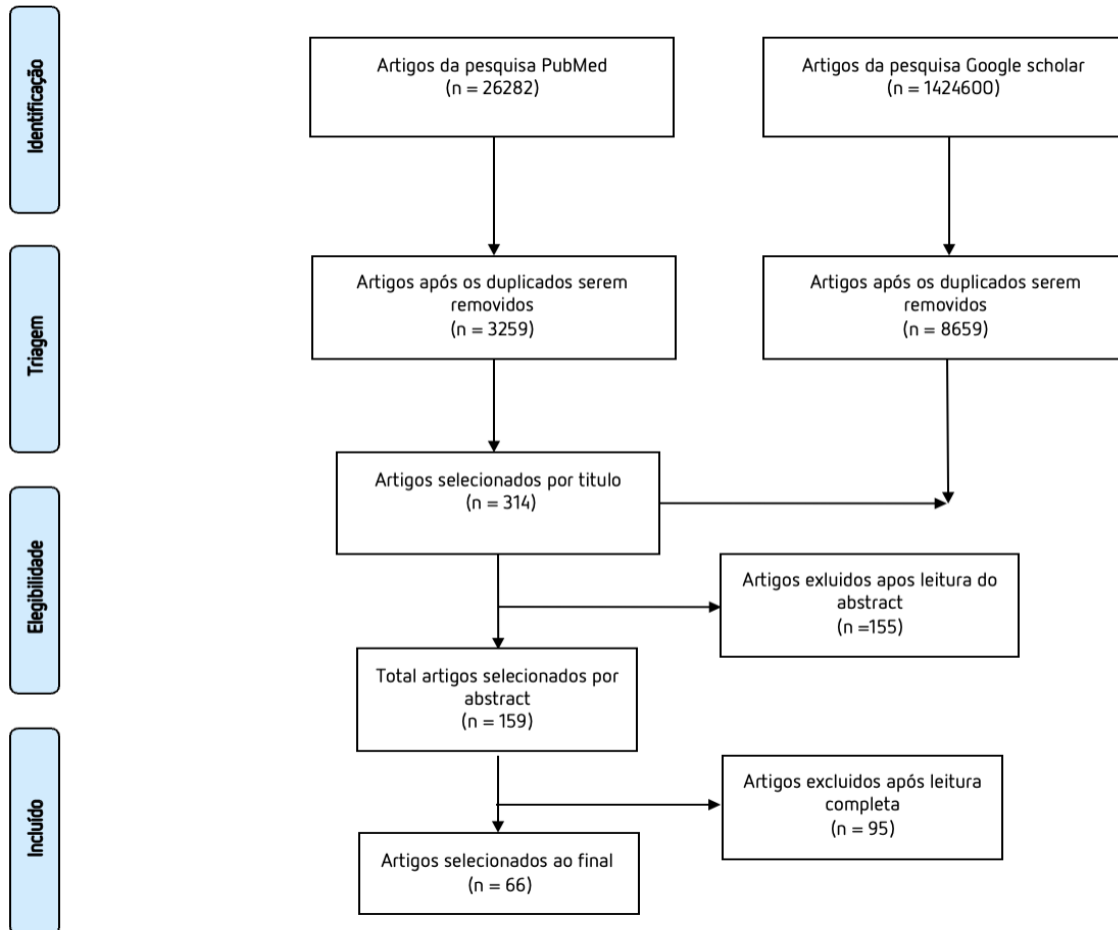 Identificação
Artigos da pesquisa PubMed
(n = 26282)
Artigos da pesquisa Google scholar
(n = 1424600)
Triagem
Artigos após os duplicados serem
removidos
(n = 3259)
Artigos após os duplicados serem
removidos
(n = 8659)
Elegibilidade
Artigos selecionados por titulo
(n = 314)
Artigos exluidos apos leitura do
abstract
(n =155)
Total artigos selecionados por
abstract
(n = 159)
Incluído
Artigos excluidos após leitura
completa
(n = 95)
Artigos selecionados ao final
(n = 66)